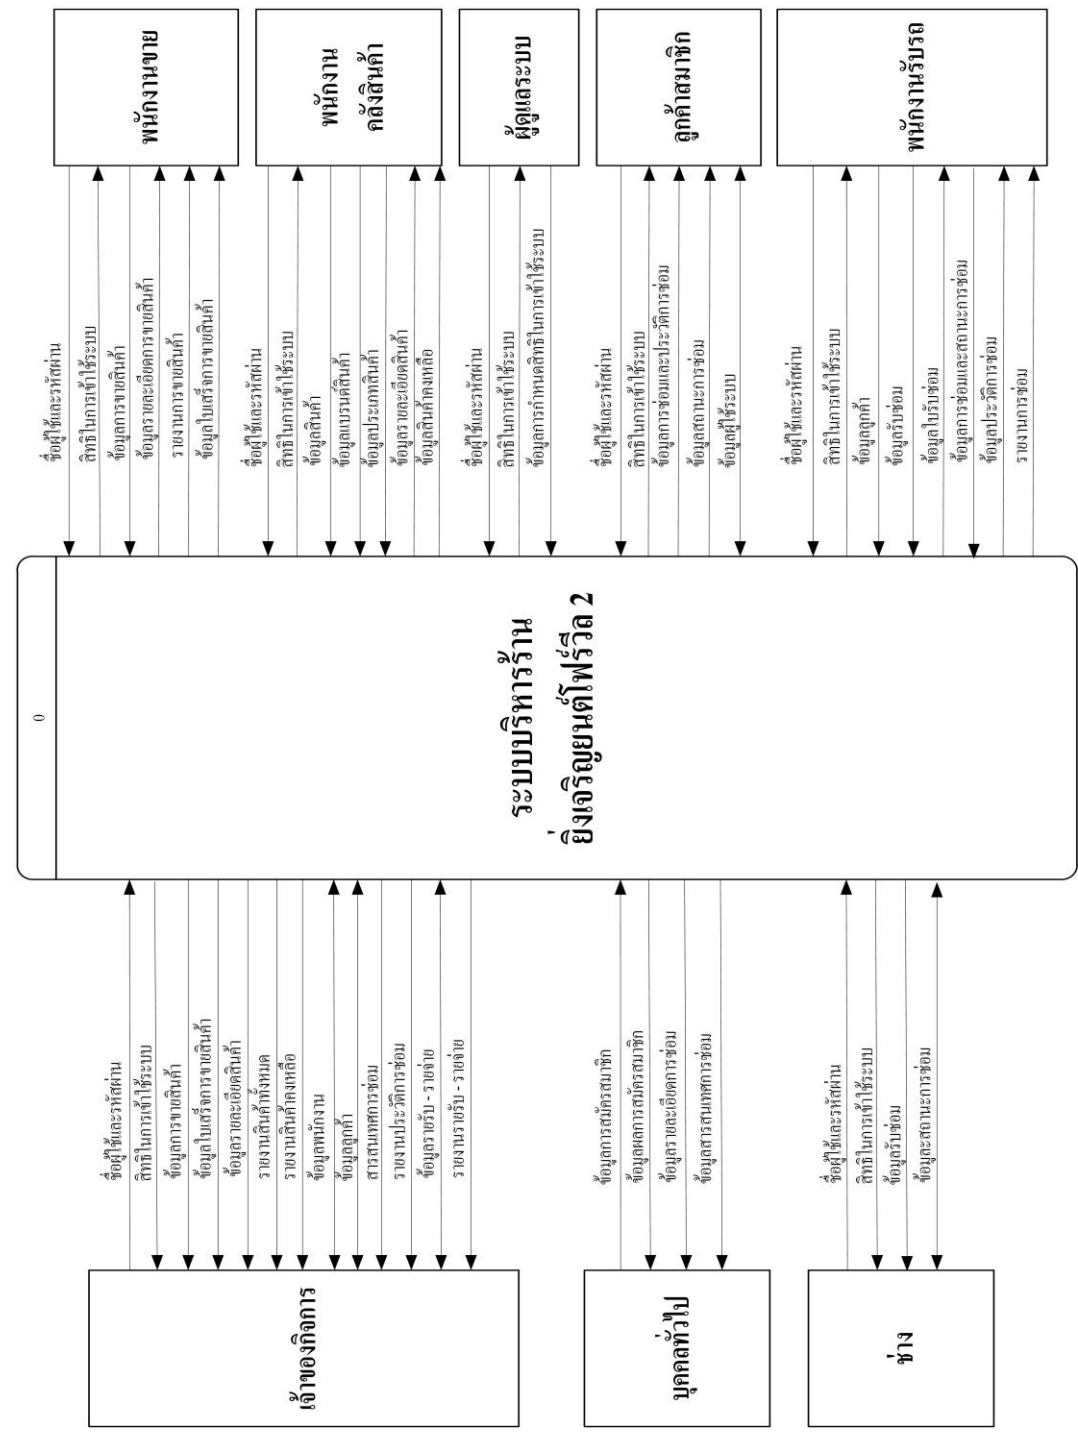 พนักงานขาย
ชื่อผู้ใช้และรหัสผ่าน
สิทธิในการเข้าใช้ระบบ
ข้อมูลการขายสินค้า
ข้อมูลรายละเอียดการขายสินค้า
รายงานการขายสินค้า
ข้อมูลใบเสร็จการขายสินค้า
พนักงาน
คลังสินค้า
ชื่อผู้ใช้และรหัสผ่าน
สิทธิในการเข้าใช้ระบบ
ข้อมูลสินค้า
ข้อมูลแบรนด์สินค้า
ข้อมูลประเภทสินค้า
ข้อมูลรายละเอียดสินค้า
ข้อมูลสินค้าคงเหลือ
ผู้ดูแลระบบ
ชื่อผู้ใช้และรหัสผ่าน
สิทธิในการเข้าใช้ระบบ
ข้อมูลการกำหนดสิทธิในการเข้าใช้ระบบ
ลูกค้าสมาชิก
ชื่อผู้ใช้และรหัสผ่าน
สิทธิในการเข้าใช้ระบบ
ข้อมูลการซ่อมและประวัติการซ่อม
ข้อมูลสถานะการซ่อม
ข้อมูลผู้ใช้ระบบ
พนักงานรับรถ
ชื่อผู้ใช้และรหัสผ่าน
สิทธิในการเข้าใช้ระบบ
ข้อมูลลูกค้า
ข้อมูลรับซ่อม
ข้อมูลใบรับซ่อม
ข้อมูลการซ่อมและสถานะการซ่อม
ข้อมูลประวัติการซ่อม
รายงานการซ่อม
0
ระบบบริหารร้าน
ยิ่งเจริญยนต์โฟร์วีล 2
ชื่อผู้ใช้และรหัสผ่าน
สิทธิในการเข้าใช้ระบบ
ข้อมูลการขายสินค้า
ข้อมูลใบเสร็จการขายสินค้า
ข้อมูลรายละเอียดสินค้า
รายงานสินค้าทั้งหมด
รายงานสินค้าคงเหลือ
ข้อมูลพนักงาน
ข้อมูลลูกค้า
สารสนเทศการซ่อม
รายงานประวัติการซ่อม
ข้อมูลรายรับ - รายจ่าย
รายงานรายรับ - รายจ่าย
เจ้าของกิจการ
ข้อมูลการสมัครสมาชิก
ข้อมูลผลการสมัครสมาชิก
ข้อมูลรายละเอียดการซ่อม
ข้อมูลสารสนเทศการซ่อม
บุคคลทั่วไป
ชื่อผู้ใช้และรหัสผ่าน
สิทธิในการเข้าใช้ระบบ
ข้อมูลรับซ่อม
ข้อมูละสถานะการซ่อม
ช่าง